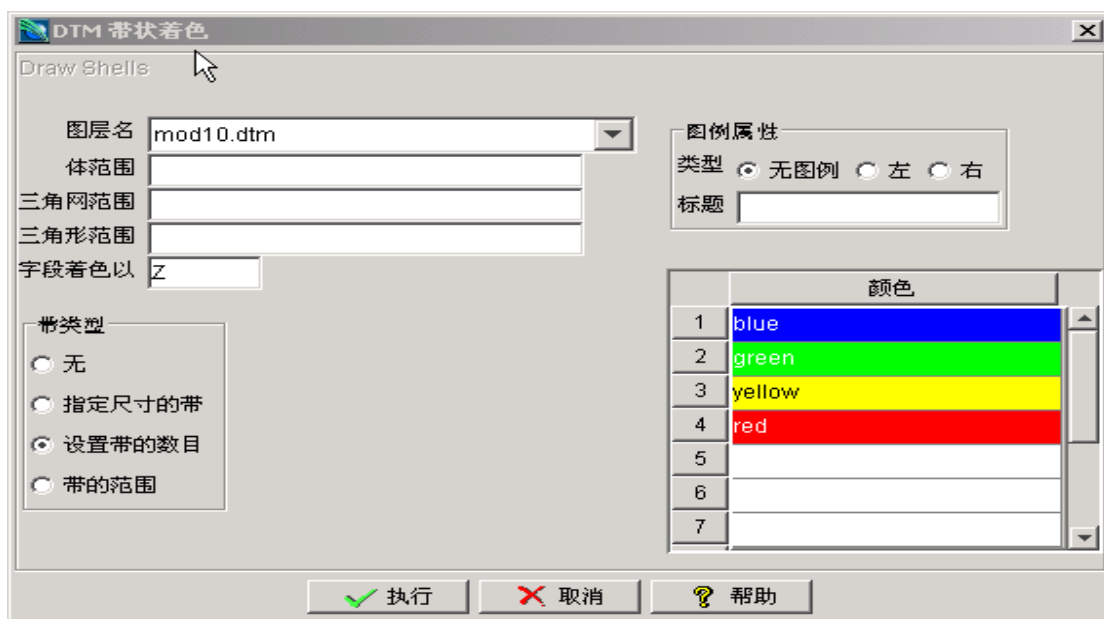 DTM 带状着色
Draw Shells
图层名 mod10.dtm
体范围
三角网范围
三角形范围
字段着色以 Z
带类型
无
指定尺寸的带
设置带的数目
带的范围
图例属性
类型 无图例 左 右
标题
颜色
1 blue
2 green
3 yellow
4 red
5
6
7
执行 取消 帮助